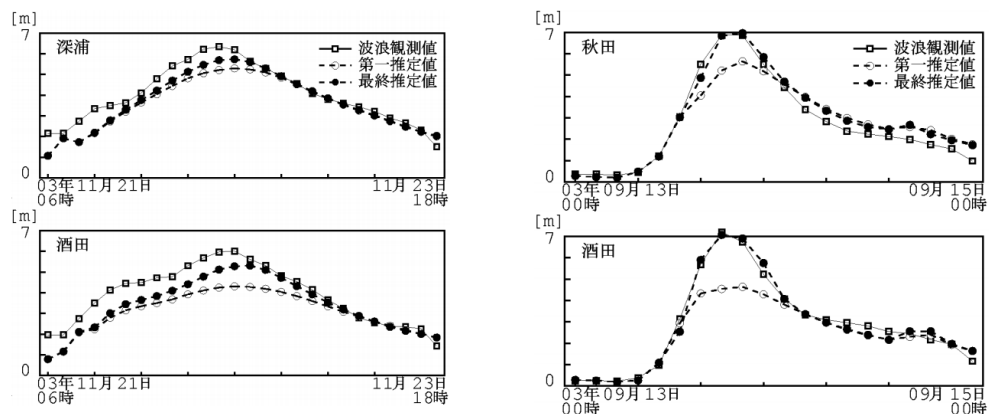 [m]
7
深浦
波浪観測値
第一推定値
最終推定値
0
03年11月21日
06時
11月23日
18時
[m]
7
秋田
波浪観測値
第一推定値
最終推定値
0
03年09月13日
00時
09月15日
00時
[m]
7
酒田
0
03年11月21日
06時
11月23日
18時
[m]
7
酒田
0
03年09月13日
00時
09月15日
00時